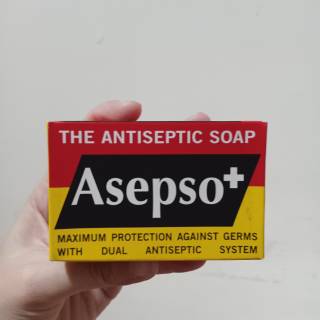 THE ANTISEPTIC SOAP
Asepso+
MAXIMUM PROTECTION AGAINST GERMS
WITH DUAL ANTISEPTIC SYSTEM